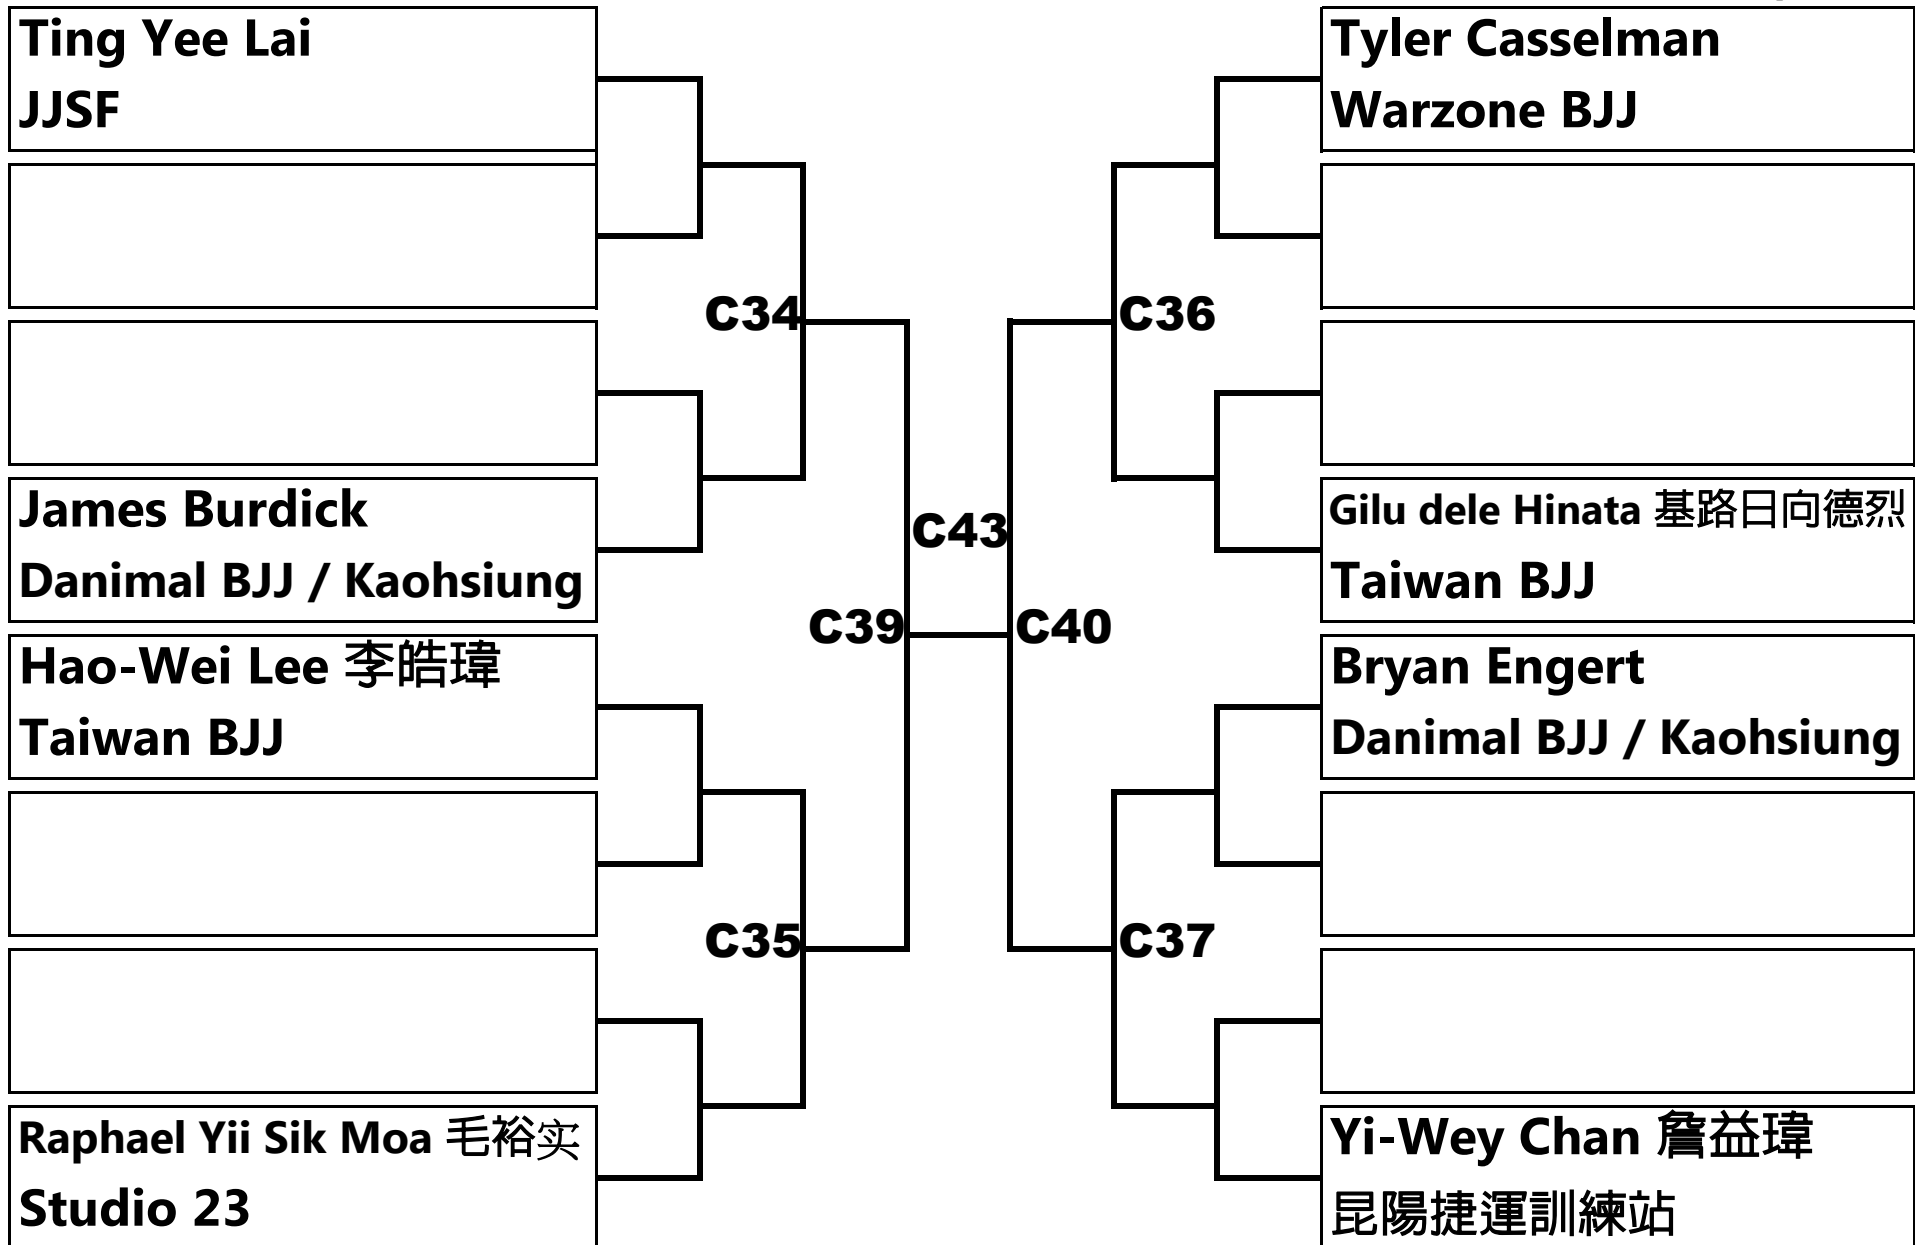 Ting Yee Lai
JJSF
James Burdick
Danimal BJJ / Kaohsiung
Hao-Wei Lee 李皓瑋
Taiwan BJJ
Raphael Yii Sik Moa 毛裕实
Studio 23
C34
C35
C39
C43
C40
C36
C37
Tyler Casselman
Warzone BJJ
Gilu dele Hinata 基路日向德烈
Taiwan BJJ
Bryan Engert
Danimal BJJ / Kaohsiung
Yi-Wey Chan 詹益瑋
昆陽捷運訓練站